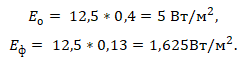 Eо = 12,5 * 0,4 = 5 Вт/м²,
Eф = 12,5 * 0,13 = 1,625Вт/м².